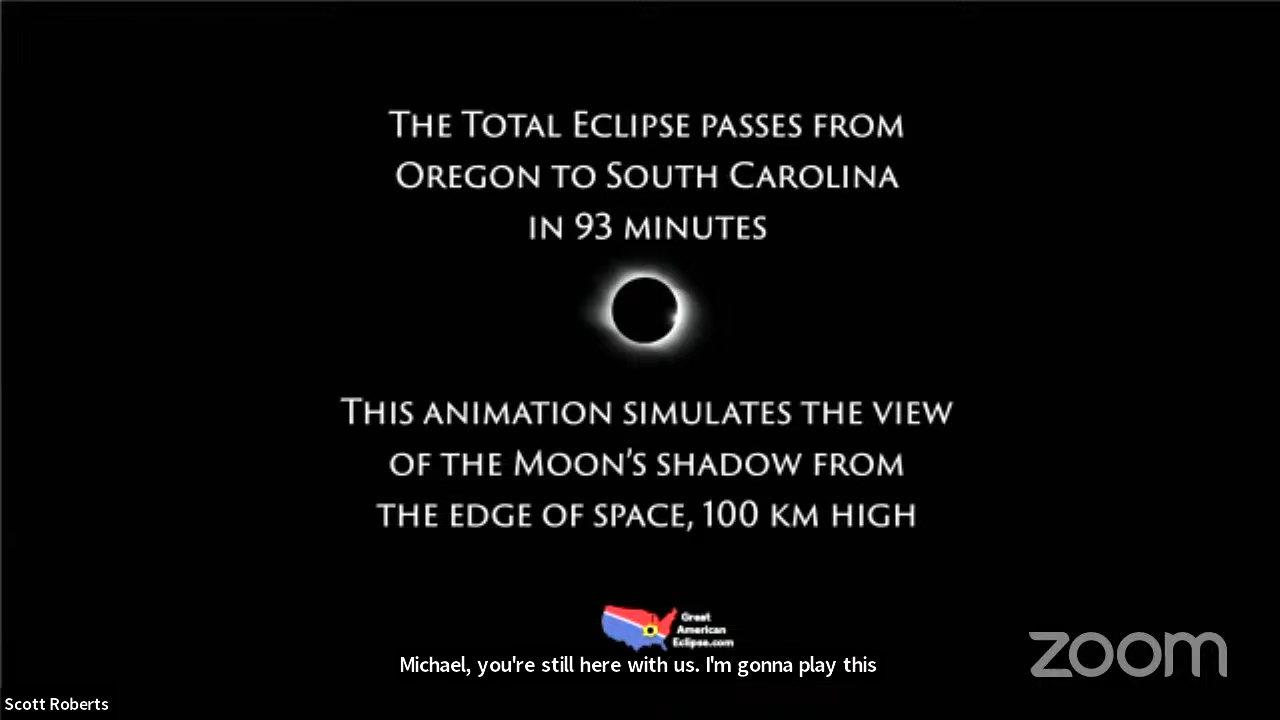 The Total Eclipse passes from
Oregon to South Carolina
in 93 minutes
This animation simulates the view
of the Moon's shadow from
the edge of space, 100 km high
Great
American
Eclipse.com
Michael, you're still here with us. I'm gonna play this
zoom
Scott Roberts